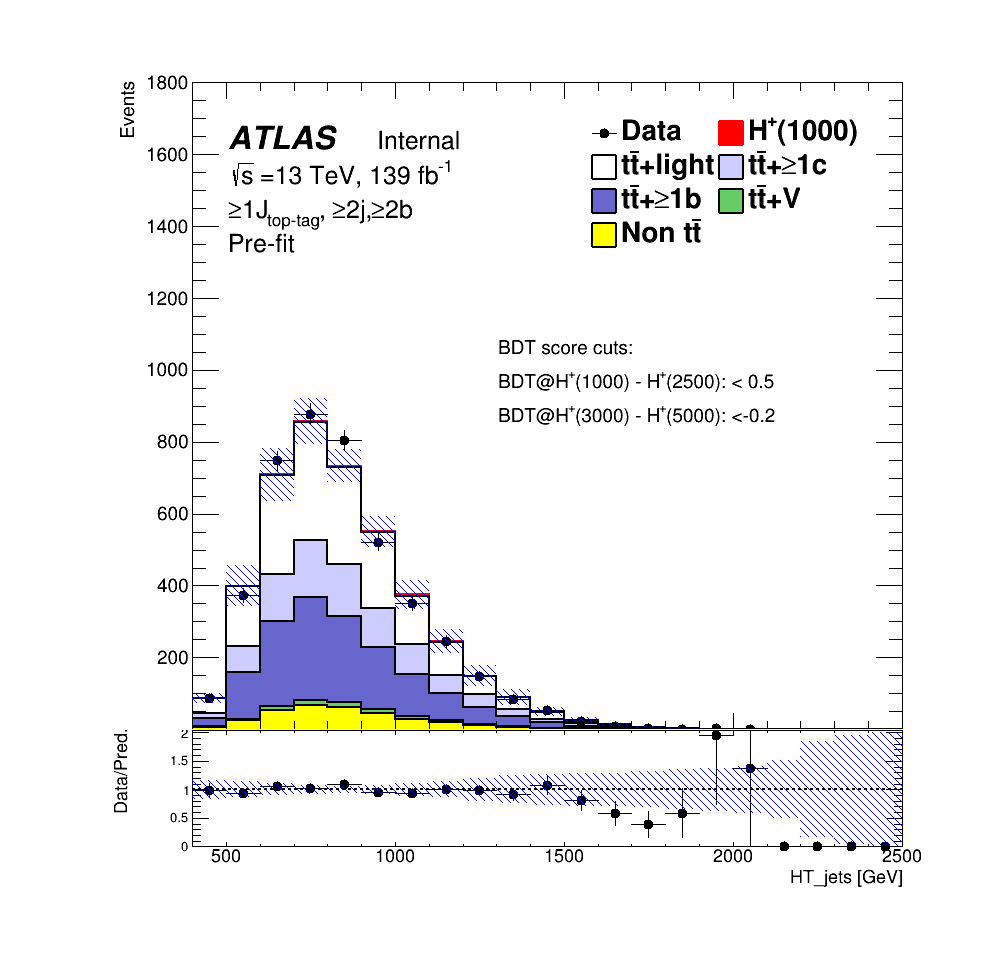 Events
1800
1600
1400
1200
1000
800
600
400
200
ATLAS Internal
√s =13 TeV, 139 fb⁻¹
≥1J_top-tag, ≥2j,≥2b
Pre-fit
Data
H⁺(1000)
tt̄+light
tt̄+≥1c
tt̄+≥1b
tt̄+V
Non tt̄
BDT score cuts:
BDT@H⁺(1000) - H⁺(2500): < 0.5
BDT@H⁺(3000) - H⁺(5000): <-0.2
Data/Pred.
2
1.5
1
0.5
0
500 1000 1500 2000 2500
HT_jets [GeV]